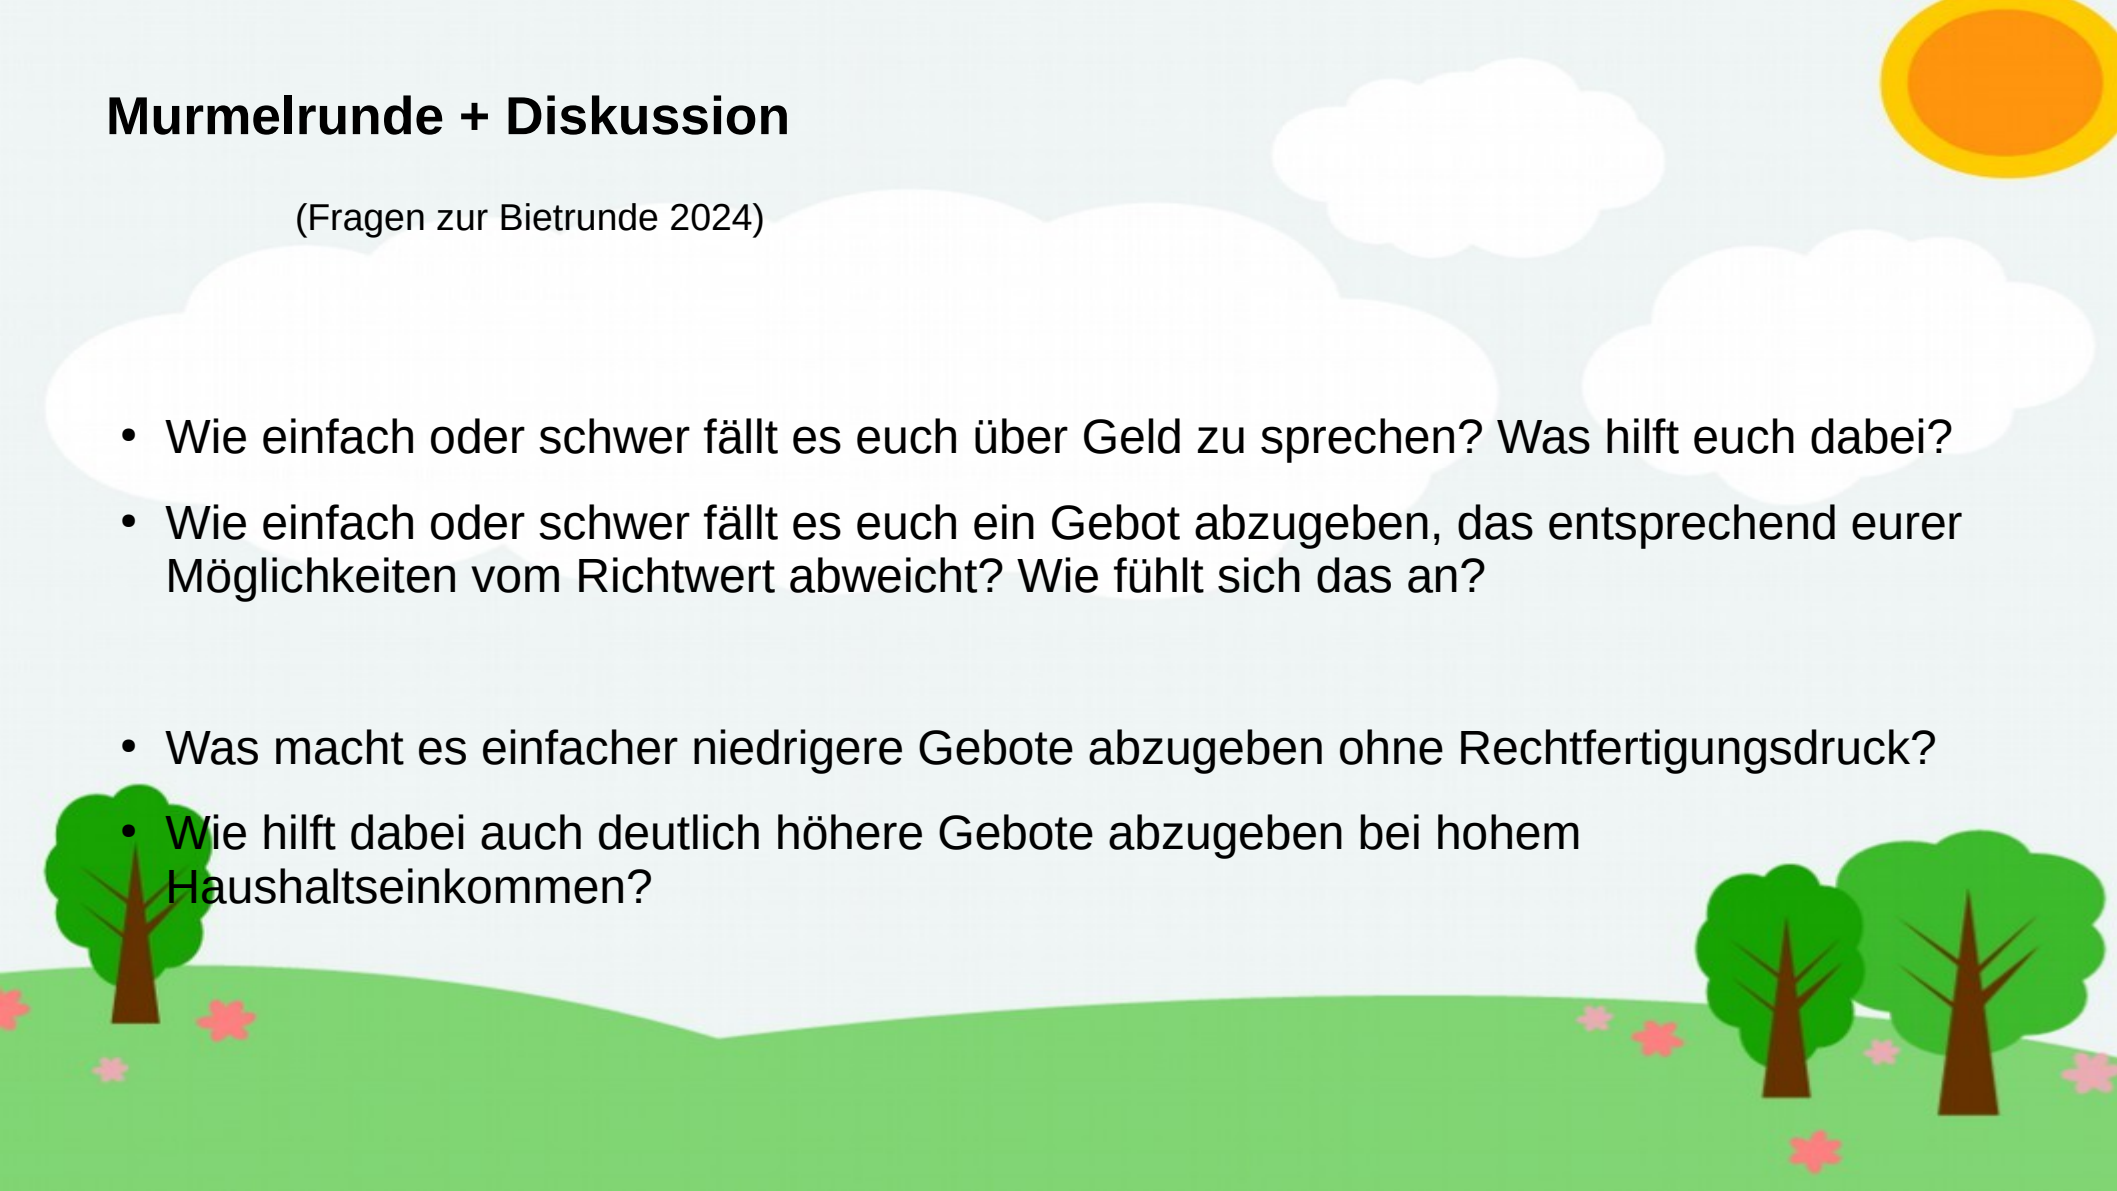 Murmelrunde + Diskussion
(Fragen zur Bietrunde 2024)
• Wie einfach oder schwer fällt es euch über Geld zu sprechen? Was hilft euch dabei?
• Wie einfach oder schwer fällt es euch ein Gebot abzugeben, das entsprechend eurer
Möglichkeiten vom Richtwert abweicht? Wie fühlt sich das an?
• Was macht es einfacher niedrigere Gebote abzugeben ohne Rechtfertigungsdruck?
• Wie hilft dabei auch deutlich höhere Gebote abzugeben bei hohem
Haushaltseinkommen?